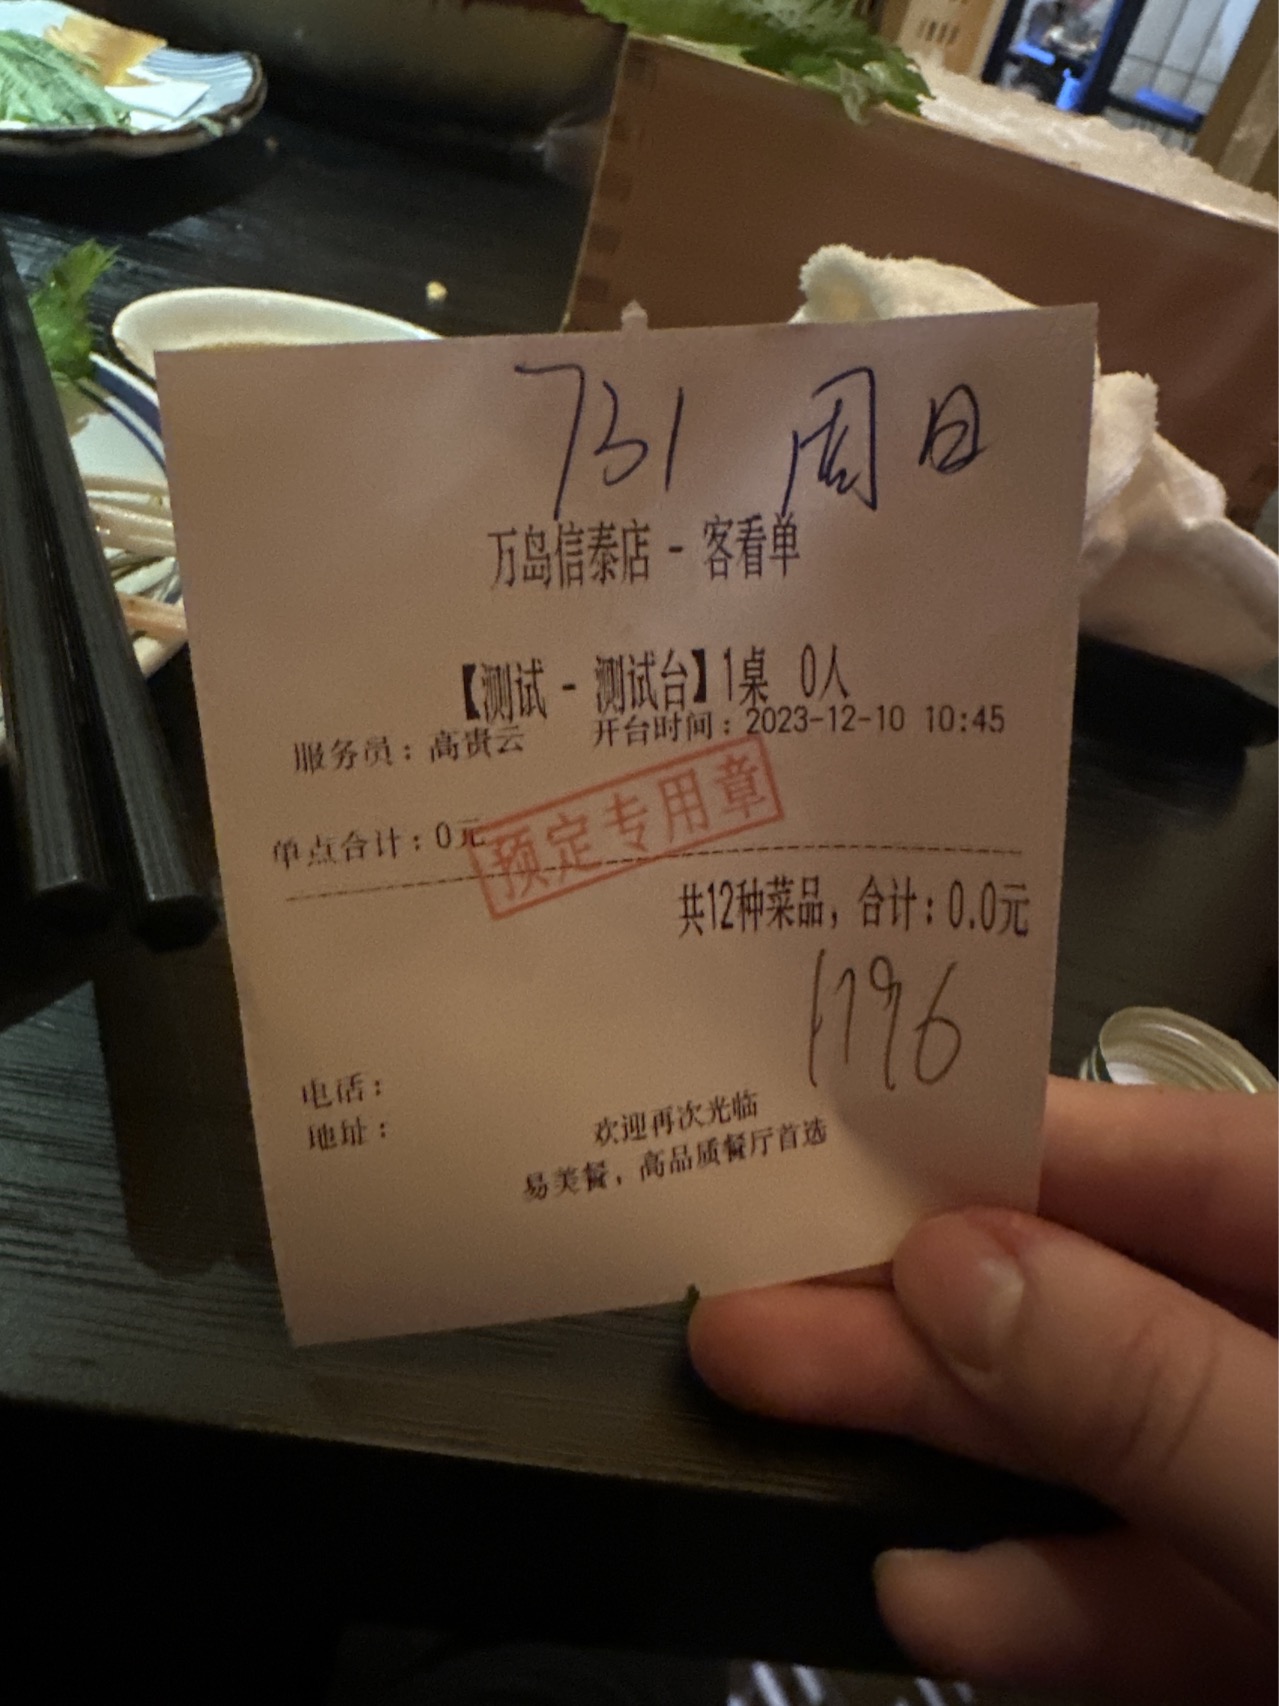 731 周日
万岛信泰店 - 客看单
【测试 - 测试台】1桌 0人
服务员：高贵云 开台时间：2023-12-10 10:45
单点合计：0元
预定专用章
共12种菜品，合计：0.0元
1796
电话：
地址：
欢迎再次光临
易美餐，高品质餐厅首选